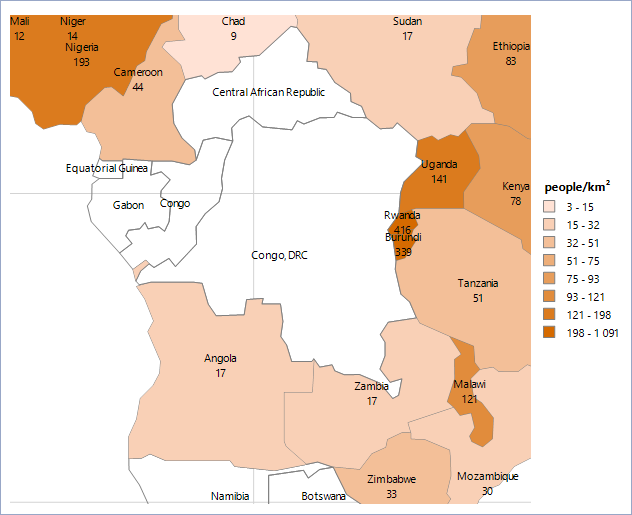 Mali
12
Niger
14
Nigeria
193
Chad
9
Sudan
17
Ethiopia
83
Cameroon
44
Central African Republic
Equatorial Guinea
Uganda
141
Kenya
78
Gabon
Congo
Rwanda
416
Burundi
339
Congo, DRC
Tanzania
51
Angola
17
Zambia
17
Malawi
121
Zimbabwe
33
Mozambique
30
Namibia
Botswana
people/km²
3 - 15
15 - 32
32 - 51
51 - 75
75 - 93
93 - 121
121 - 198
198 - 1 091